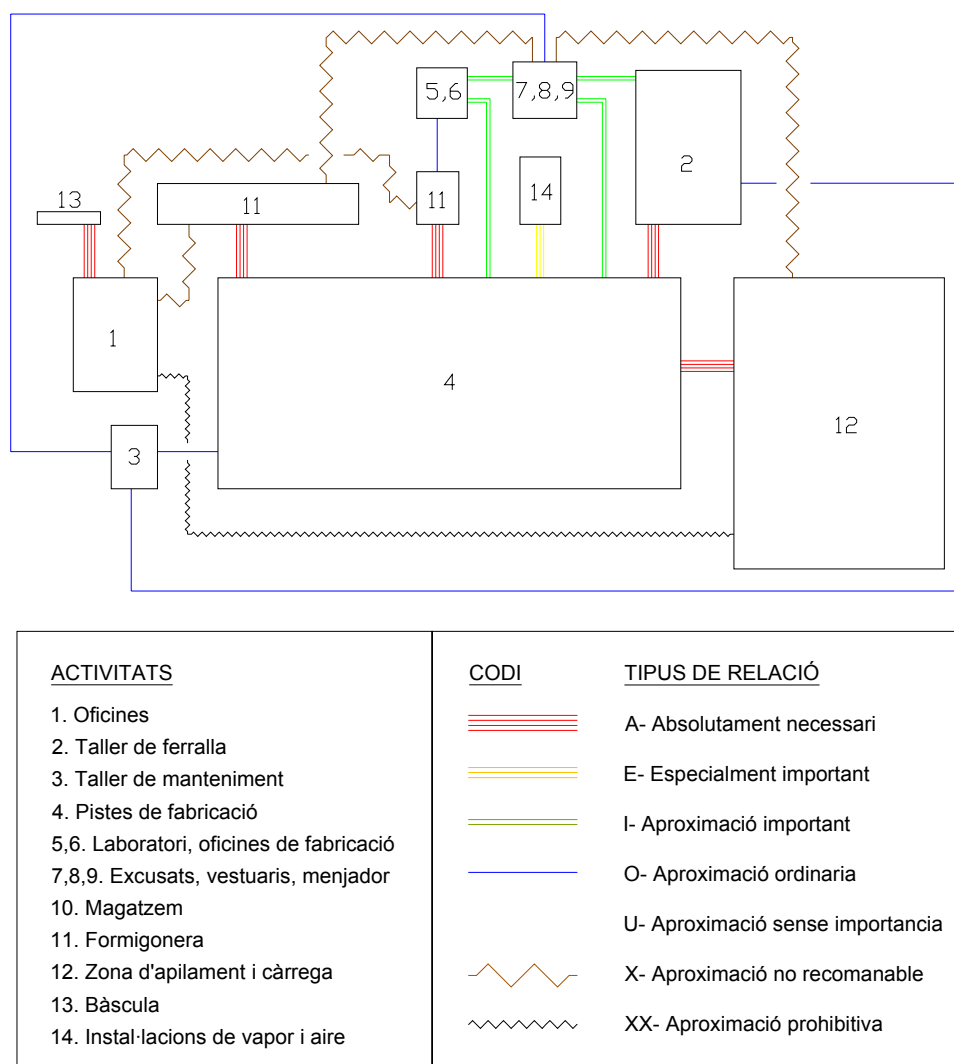 5,6
7,8,9
2
13
11
11
14
1
4
12
3
ACTIVITATS
1. Oficines
2. Taller de ferralla
3. Taller de manteniment
4. Pistes de fabricació
5,6. Laboratori, oficines de fabricació
7,8,9. Excusats, vestuaris, menjador
10. Magatzem
11. Formigonera
12. Zona d'apilament i càrrega
13. Bàscula
14. Instal·lacions de vapor i aire
CODI TIPUS DE RELACIÓ
A- Absolutament necessari
E- Especialment important
I- Aproximació important
O- Aproximació ordinaria
U- Aproximació sense importancia
X- Aproximació no recomanable
XX- Aproximació prohibitiva